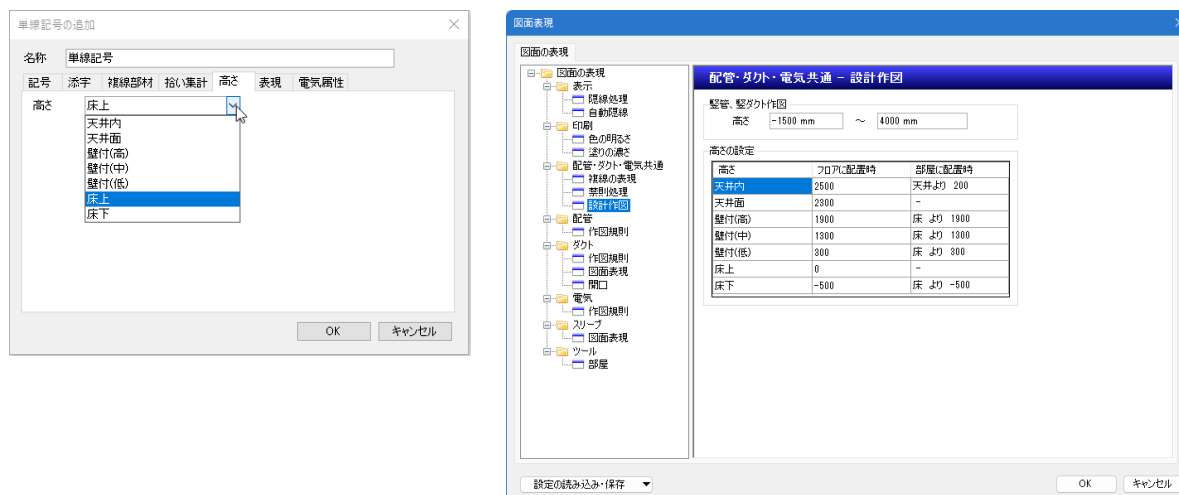 単線記号の追加
名称 単線記号
記号 添字 複線部材 拾い集計 高さ 表現 電気属性
高さ 床上
天井内
天井面
壁付(高)
壁付(中)
壁付(低)
床上
床下
OK キャンセル
図面表現
図面の表現
図面の表現
表示
隠線処理
自動隠線
印刷
色の明るさ
塗りの濃さ
配管・ダクト・電気共通
複線の表現
禁則処理
設計作図
配管
作図規則
ダクト
作図規則
図面表現
開口
電気
作図規則
スリーブ
図面表現
ツール
部屋
配管・ダクト・電気共通 - 設計作図
竪管、竪ダクト作図
高さ -1500 mm ～ 4000 mm
高さの設定
高さ フロアに配置時 部屋に配置時
天井内 2500 天井より 200
天井面 2300 -
壁付(高) 1900 床 より 1900
壁付(中) 1300 床 より 1300
壁付(低) 300 床 より 300
床上 0 -
床下 -500 床 より -500
設定の読み込み・保存
OK キャンセル